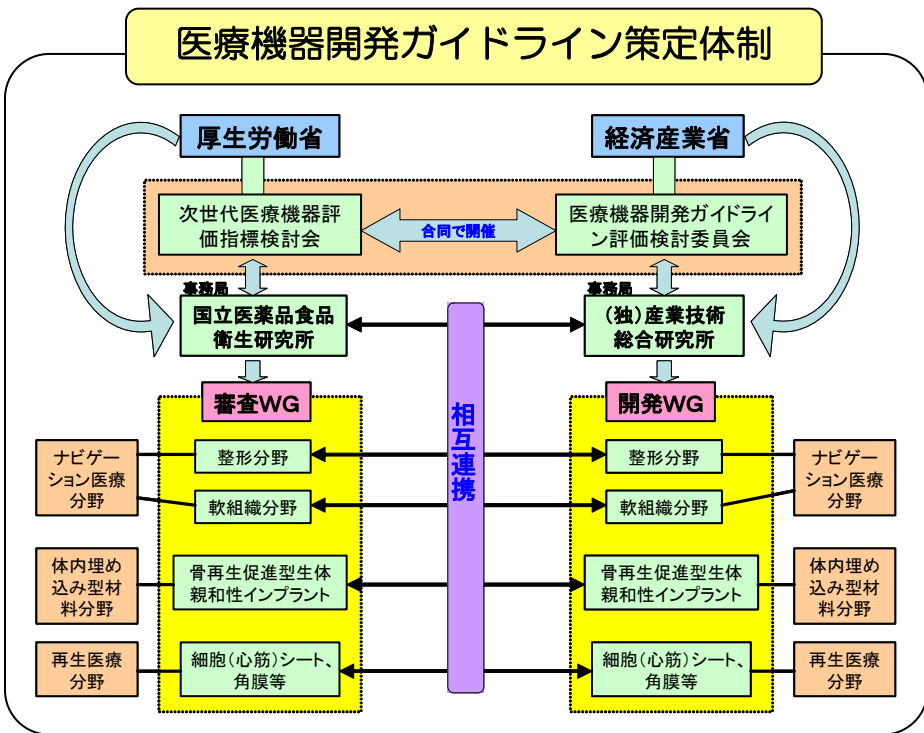 医療機器開発ガイドライン策定体制
厚生労働省
経済産業省
次世代医療機器評
価指標検討会
合同で開催
医療機器開発ガイドライ
ン評価検討委員会
事務局
国立医薬品食品
衛生研究所
事務局
(独)産業技術
総合研究所
審査WG
開発WG
相互連携
ナビゲー
ション医療
分野
整形分野
軟組織分野
整形分野
軟組織分野
ナビゲー
ション医療
分野
体内埋め
込み型材
料分野
骨再生促進型生体
親和性インプラント
骨再生促進型生体
親和性インプラント
体内埋め
込み型材
料分野
再生医療
分野
細胞(心筋)シート、
角膜等
細胞(心筋)シート、
角膜等
再生医療
分野